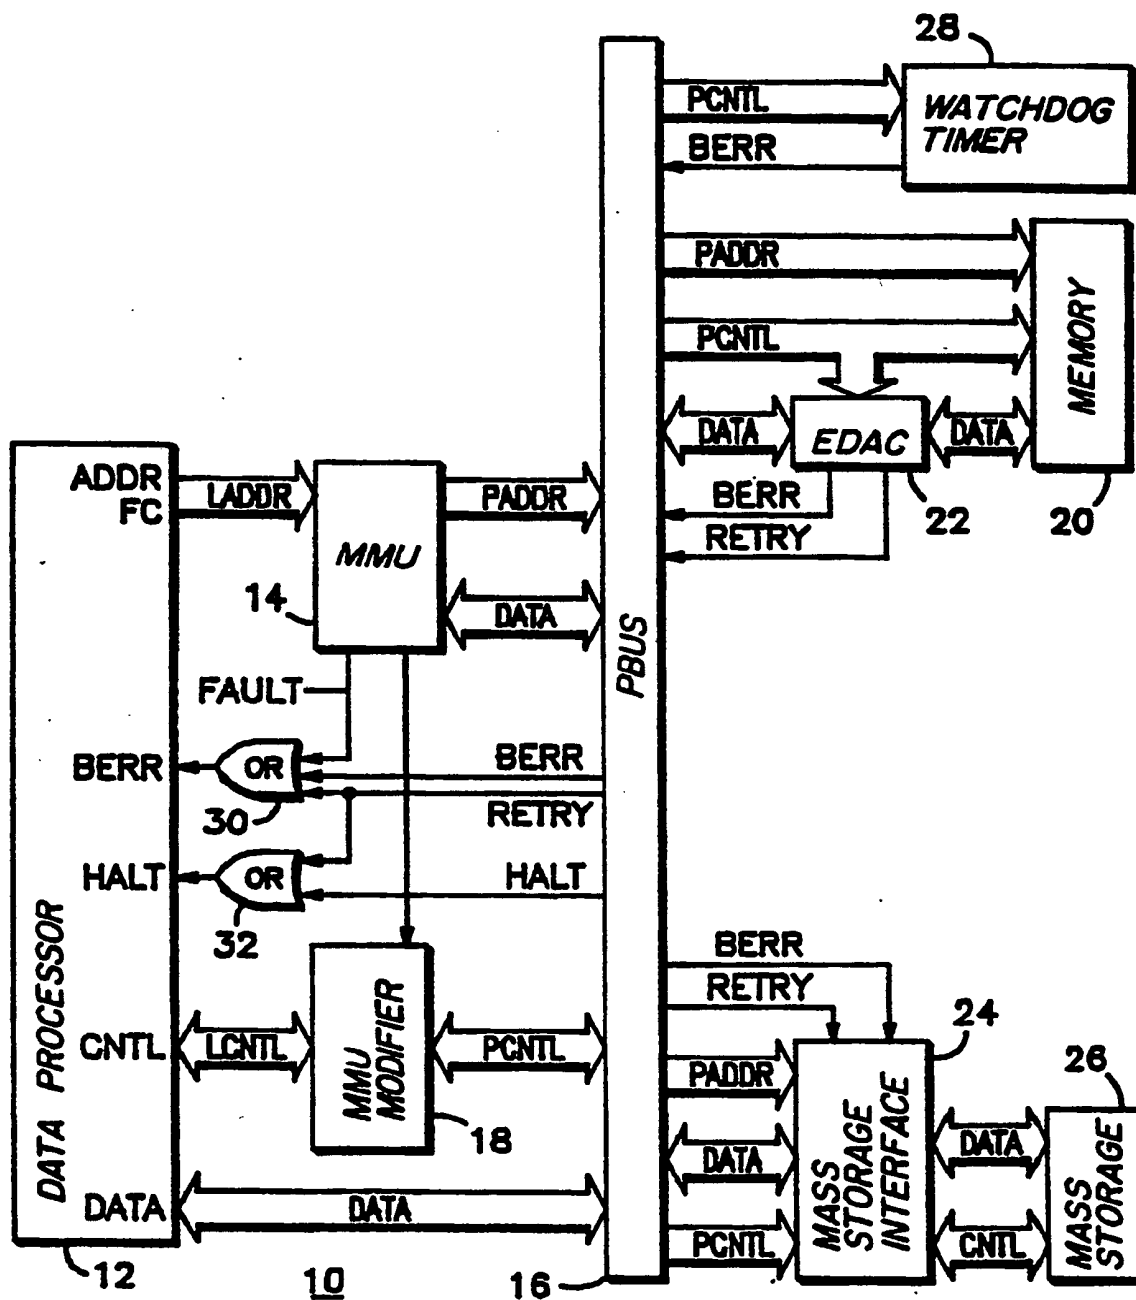 28
PCNTL
WATCHDOG
TIMER
BERR
PADDR
PCNTL
MEMORY
DATA
EDAC
DATA
BERR
22
20
RETRY
ADDR
FC
LADDR
MMU
PADDR
14
DATA
PBUS
FAULT
BERR
OR
BERR
30
RETRY
HALT
OR
HALT
32
DATA PROCESSOR
BERR
RETRY
24
CNTL
LCNTL
MMU
MODIFIER
PCNTL
PADDR
26
18
DATA
MASS
STORAGE
INTERFACE
DATA
MASS
STORAGE
DATA
DATA
PCNTL
CNTL
12
10
16